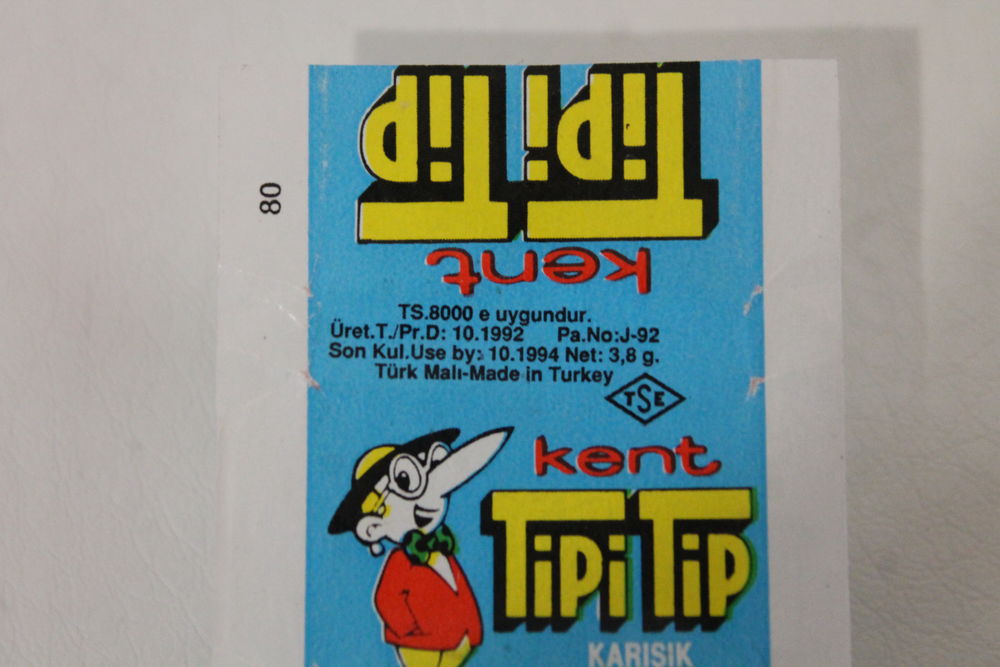 TipiTip
kent
80
TS.8000 e uygundur.
Üret.T./Pr.D: 10.1992 Pa.No:J-92
Son Kul.Use by: 10.1994 Net: 3,8 g.
Türk Malı-Made in Turkey
TSE
kent
TipiTip
KARIŞIK